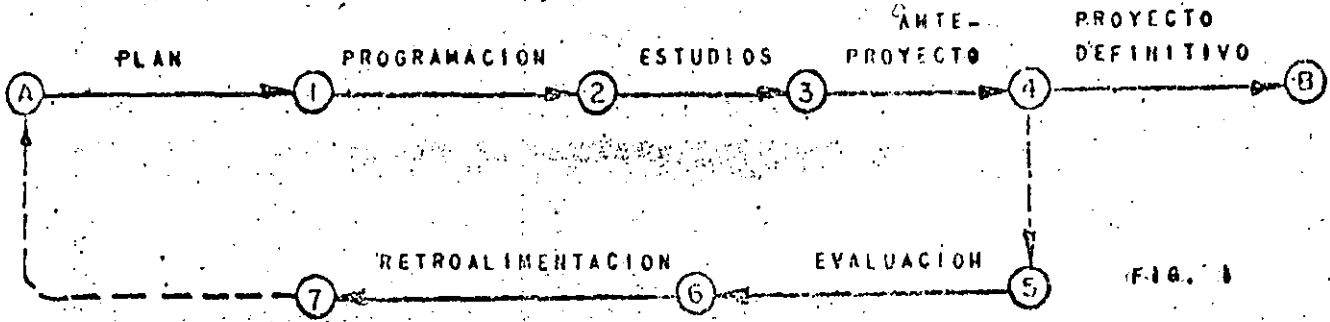 PLAN
PROGRAMACION
ESTUDIOS
ANTE-
PROYECTO
PROYECTO
DEFINITIVO
A
1
2
3
4
B
RETROALIMENTACION
EVALUACION
7
6
5
FIG. 1